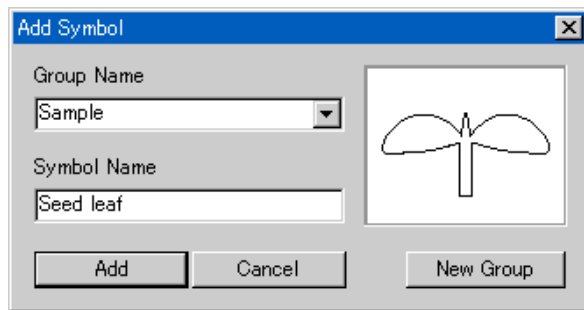 Add Symbol
Group Name
Sample
Symbol Name
Seed leaf
Add
Cancel
New Group